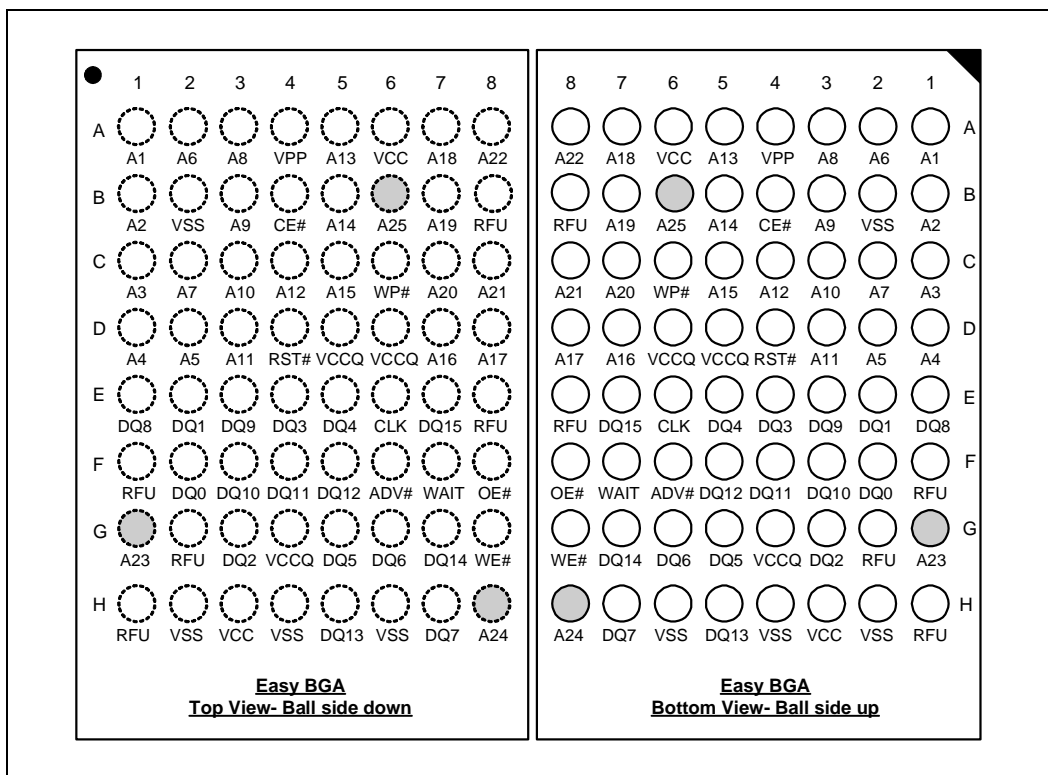 1 2 3 4 5 6 7 8
A
A1 A6 A8 VPP A13 VCC A18 A22
B
A2 VSS A9 CE# A14 A25 A19 RFU
C
A3 A7 A10 A12 A15 WP# A20 A21
D
A4 A5 A11 RST# VCCQ VCCQ A16 A17
E
DQ8 DQ1 DQ9 DQ3 DQ4 CLK DQ15 RFU
F
RFU DQ0 DQ10 DQ11 DQ12 ADV# WAIT OE#
G
A23 RFU DQ2 VCCQ DQ5 DQ6 DQ14 WE#
H
RFU VSS VCC VSS DQ13 VSS DQ7 A24
Easy BGA
Top View- Ball side down
8 7 6 5 4 3 2 1
A
A22 A18 VCC A13 VPP A8 A6 A1
B
RFU A19 A25 A14 CE# A9 VSS A2
C
A21 A20 WP# A15 A12 A10 A7 A3
D
A17 A16 VCCQ VCCQ RST# A11 A5 A4
E
RFU DQ15 CLK DQ4 DQ3 DQ9 DQ1 DQ8
F
OE# WAIT ADV# DQ12 DQ11 DQ10 DQ0 RFU
G
WE# DQ14 DQ6 DQ5 VCCQ DQ2 RFU A23
H
A24 DQ7 VSS DQ13 VSS VCC VSS RFU
Easy BGA
Bottom View- Ball side up